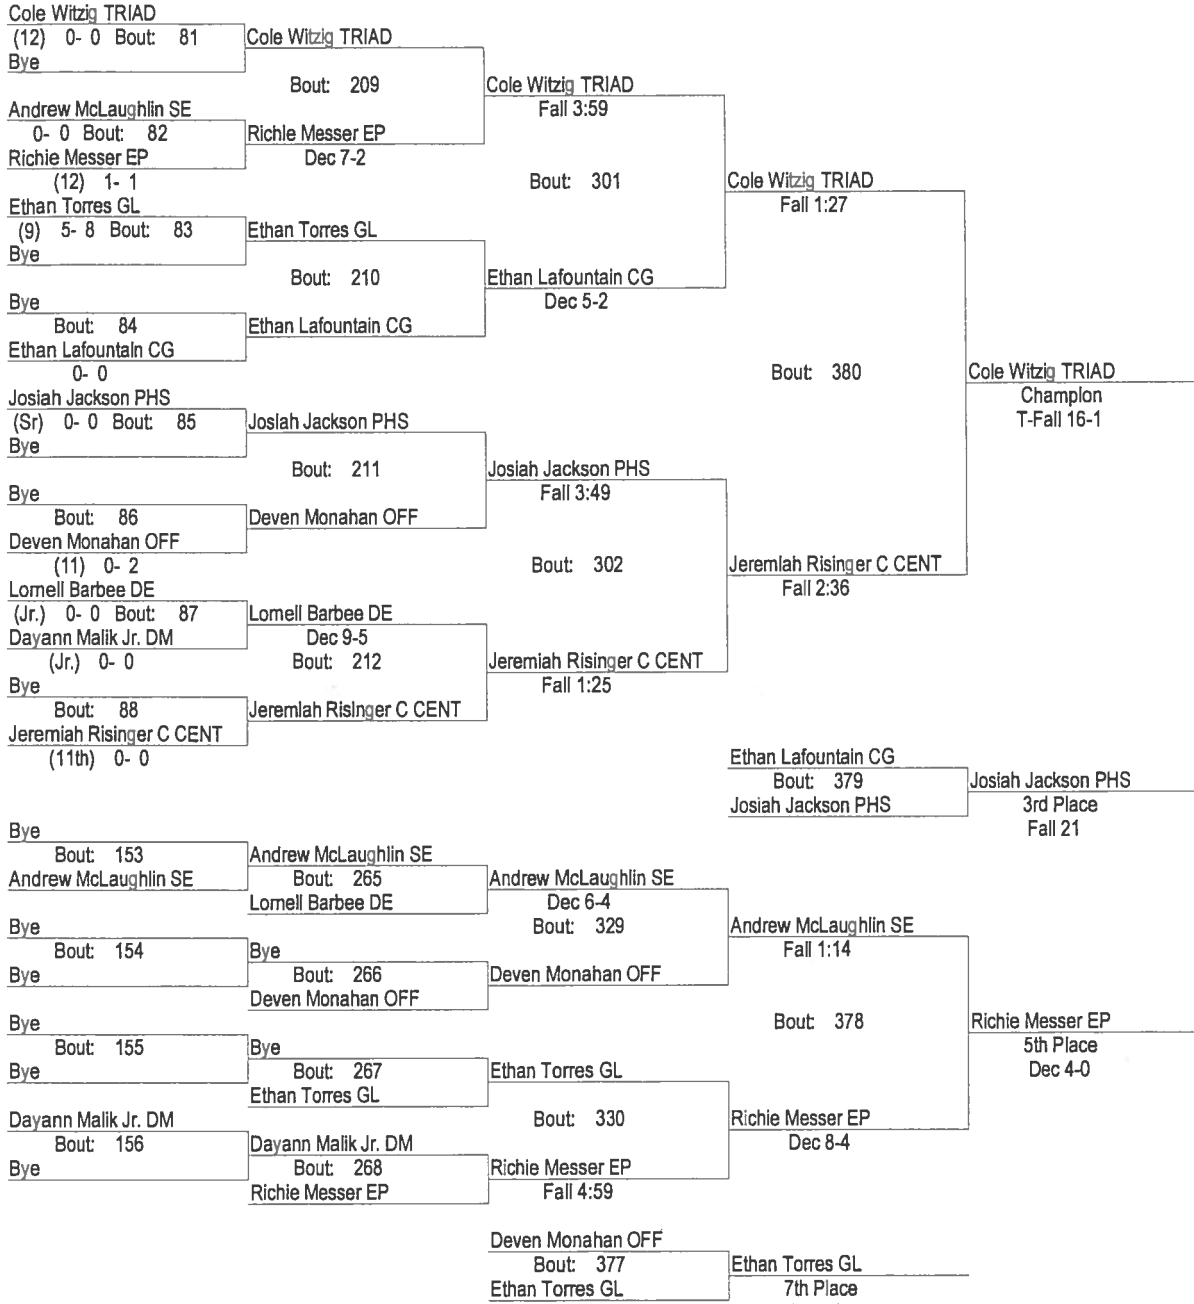 Cole Witzig TRIAD
(12) 0- 0 Bout: 81
Bye
Cole Witzig TRIAD
Bout: 209
Andrew McLaughlin SE
0- 0 Bout: 82
Richie Messer EP
(12) 1- 1
Richie Messer EP
Dec 7-2
Cole Witzig TRIAD
Fall 3:59
Bout: 301
Ethan Torres GL
(9) 5- 8 Bout: 83
Bye
Ethan Torres GL
Bout: 210
Bye
Bout: 84
Ethan Lafountain CG
0- 0
Ethan Lafountain CG
Ethan Lafountain CG
Dec 5-2
Cole Witzig TRIAD
Fall 1:27
Bout: 380
Josiah Jackson PHS
(Sr) 0- 0 Bout: 85
Bye
Josiah Jackson PHS
Bout: 211
Bye
Bout: 86
Deven Monahan OFF
(11) 0- 2
Deven Monahan OFF
Josiah Jackson PHS
Fall 3:49
Bout: 302
Lornell Barbee DE
(Jr.) 0- 0 Bout: 87
Dayann Malik Jr. DM
(Jr.) 0- 0
Lornell Barbee DE
Dec 9-5
Bout: 212
Bye
Bout: 88
Jeremiah Risinger C CENT
(11th) 0- 0
Jeremiah Risinger C CENT
Jeremiah Risinger C CENT
Fall 1:25
Jeremiah Risinger C CENT
Fall 2:36
Cole Witzig TRIAD
Champion
T-Fall 16-1
Ethan Lafountain CG
Bout: 379
Josiah Jackson PHS
Josiah Jackson PHS
3rd Place
Fall 21
Bye
Bout: 153
Andrew McLaughlin SE
Andrew McLaughlin SE
Bout: 265
Lornell Barbee DE
Andrew McLaughlin SE
Dec 6-4
Bout: 329
Bye
Bout: 154
Bye
Bye
Bout: 266
Deven Monahan OFF
Deven Monahan OFF
Andrew McLaughlin SE
Fall 1:14
Bout: 378
Bye
Bout: 155
Bye
Bye
Bout: 267
Ethan Torres GL
Ethan Torres GL
Bout: 330
Dayann Malik Jr. DM
Bout: 156
Bye
Dayann Malik Jr. DM
Bout: 268
Richie Messer EP
Richie Messer EP
Fall 4:59
Richie Messer EP
Dec 8-4
Richie Messer EP
5th Place
Dec 4-0
Deven Monahan OFF
Bout: 377
Ethan Torres GL
Ethan Torres GL
7th Place